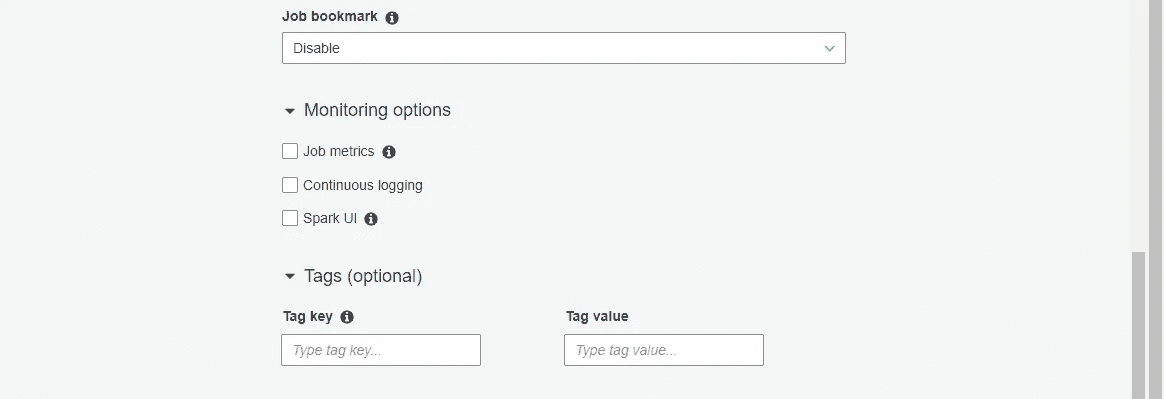 Job bookmark
Disable
Monitoring options
Job metrics
Continuous logging
Spark UI
Tags (optional)
Tag key Tag value
Type tag key... Type tag value...